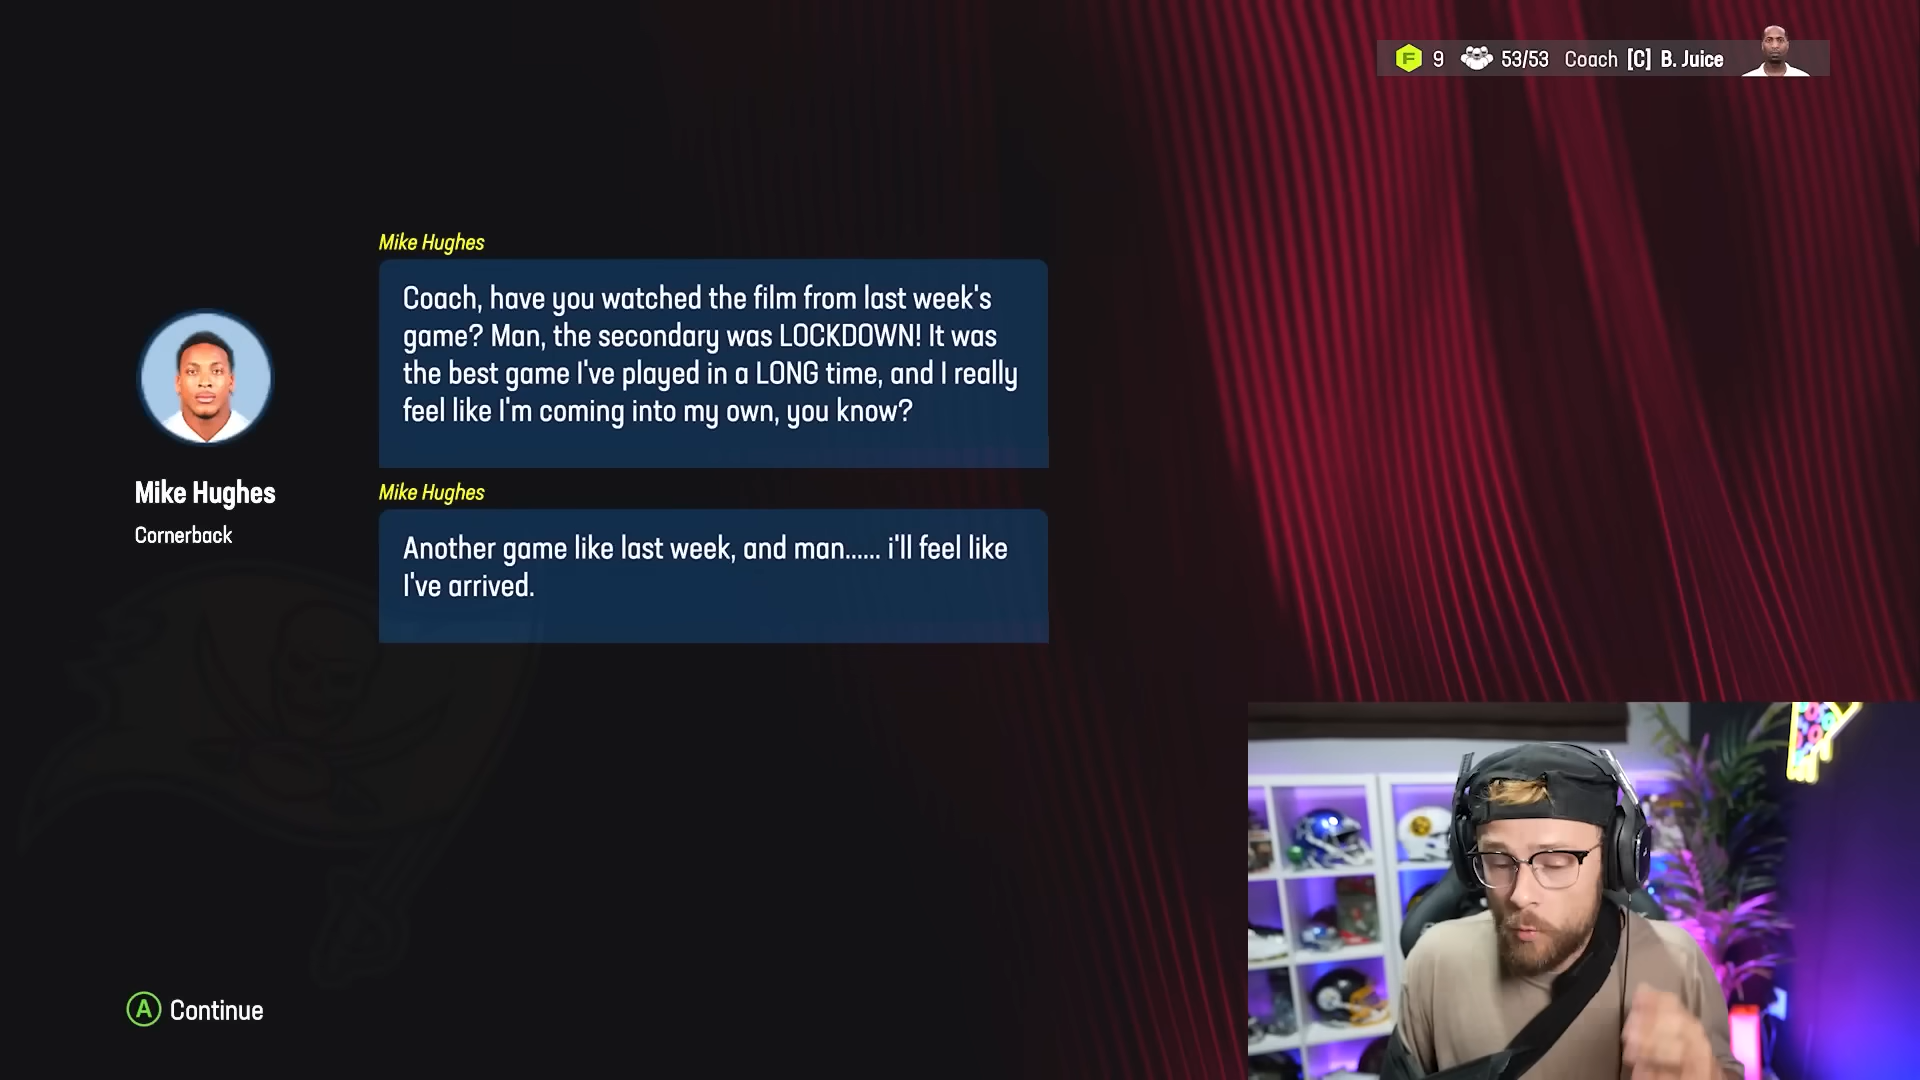 F 9 53/53 Coach [C] B. Juice
Mike Hughes
Coach, have you watched the film from last week's
game? Man, the secondary was LOCKDOWN! It was
the best game I've played in a LONG time, and I really
feel like I'm coming into my own, you know?
Mike Hughes
Cornerback
Mike Hughes
Another game like last week, and man...... i'll feel like
I've arrived.
A Continue